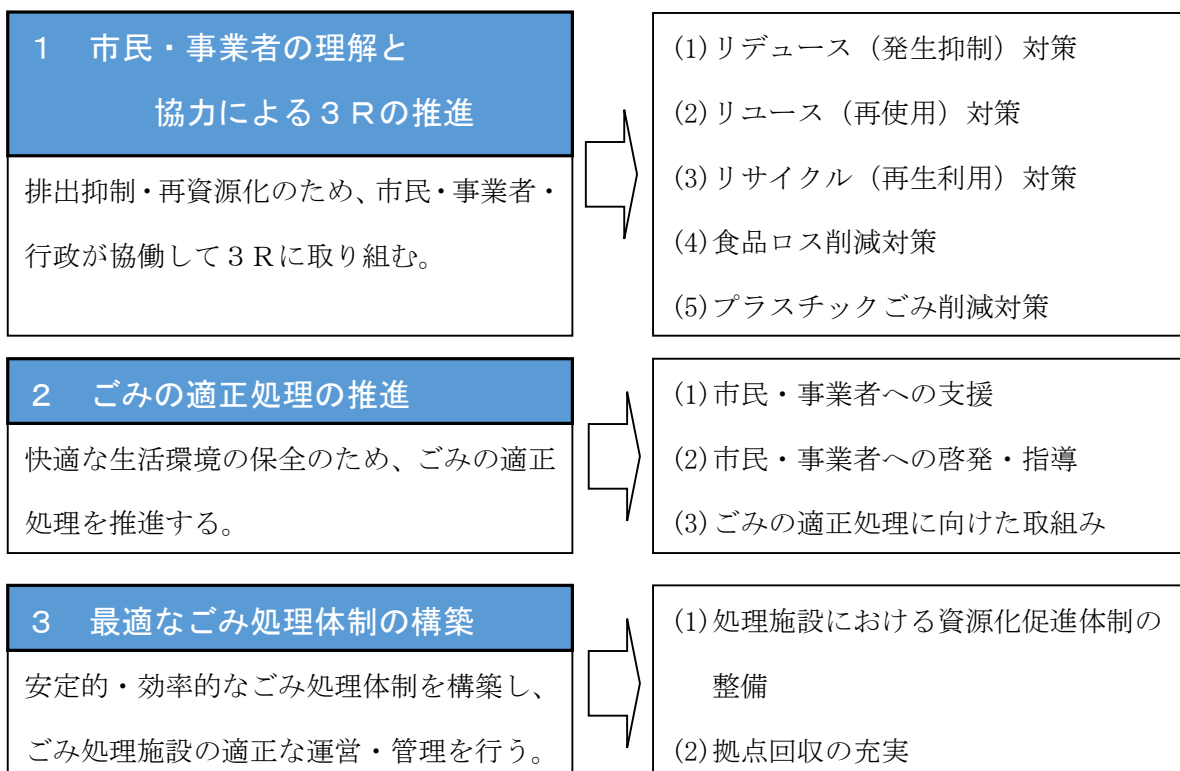 １　市民・事業者の理解と
協力による３Ｒの推進
排出抑制・再資源化のため、市民・事業者・
行政が協働して３Ｒに取り組む。
(1)リデュース（発生抑制）対策
(2)リユース（再使用）対策
(3)リサイクル（再生利用）対策
(4)食品ロス削減対策
(5)プラスチックごみ削減対策
２　ごみの適正処理の推進
快適な生活環境の保全のため、ごみの適正
処理を推進する。
(1)市民・事業者への支援
(2)市民・事業者への啓発・指導
(3)ごみの適正処理に向けた取組み
３　最適なごみ処理体制の構築
安定的・効率的なごみ処理体制を構築し、
ごみ処理施設の適正な運営・管理を行う。
(1)処理施設における資源化促進体制の
整備
(2)拠点回収の充実